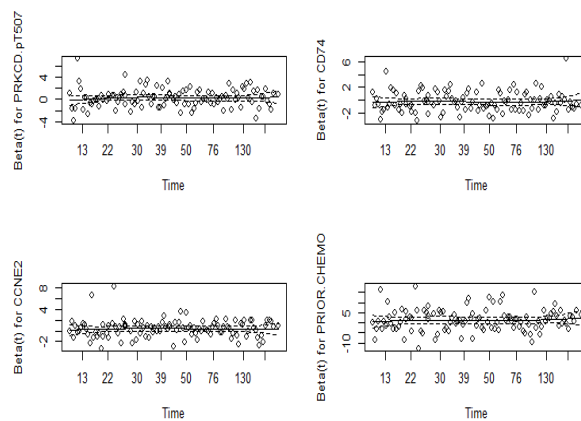 Beta(t) for PRKCD.pT507
4
0
-4
13 22 30 39 50 76 130
Time
Beta(t) for CD74
6
2
-2
13 22 30 39 50 76 130
Time
Beta(t) for CCNE2
8
4
-2
13 22 30 39 50 76 130
Time
Beta(t) for PRIOR.CHEMO
5
-10
13 22 30 39 50 76 130
Time